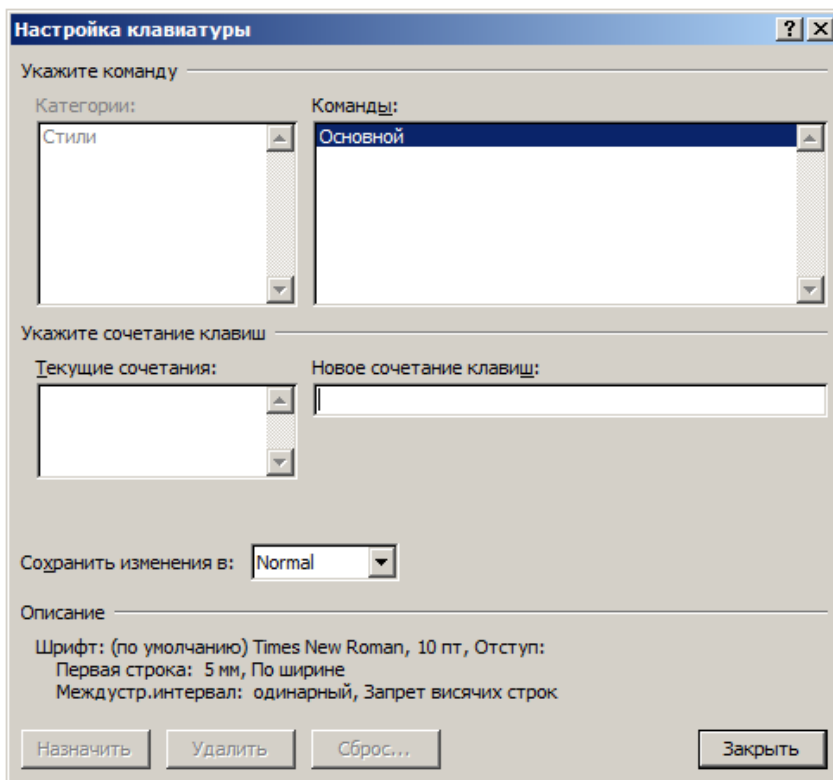 Настройка клавиатуры
Укажите команду
Категории:
Команды:
Стили
Основной
Укажите сочетание клавиш
Текущие сочетания:
Новое сочетание клавиш:
Сохранить изменения в:
Normal
Описание
Шрифт: (по умолчанию) Times New Roman, 10 пт, Отступ:
Первая строка: 5 мм, По ширине
Междустр.интервал: одинарный, Запрет висячих строк
Назначить
Удалить
Сброс...
Закрыть